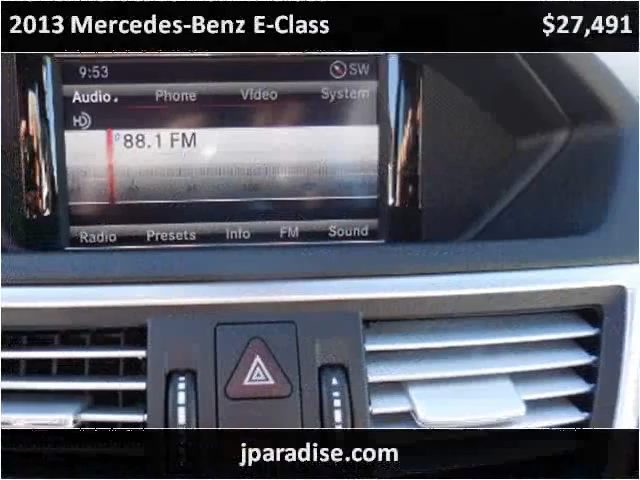 2013 Mercedes-Benz E-Class $27,491
9:53 SW
Audio Phone Video System
HD
88.1 FM
Radio Presets Info FM Sound
jparadise.com